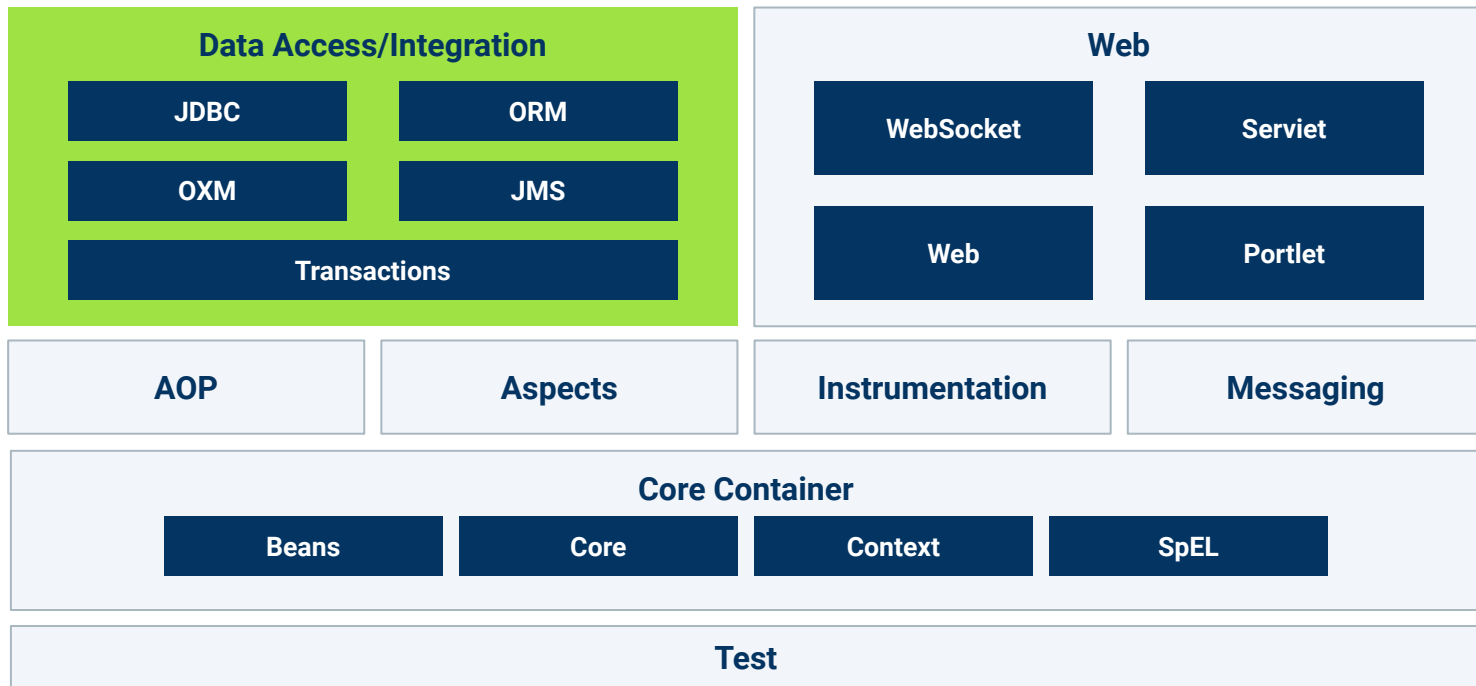 Data Access/Integration
JDBC
ORM
OXM
JMS
Transactions
Web
WebSocket
Serviet
Web
Portlet
AOP
Aspects
Instrumentation
Messaging
Core Container
Beans
Core
Context
SpEL
Test